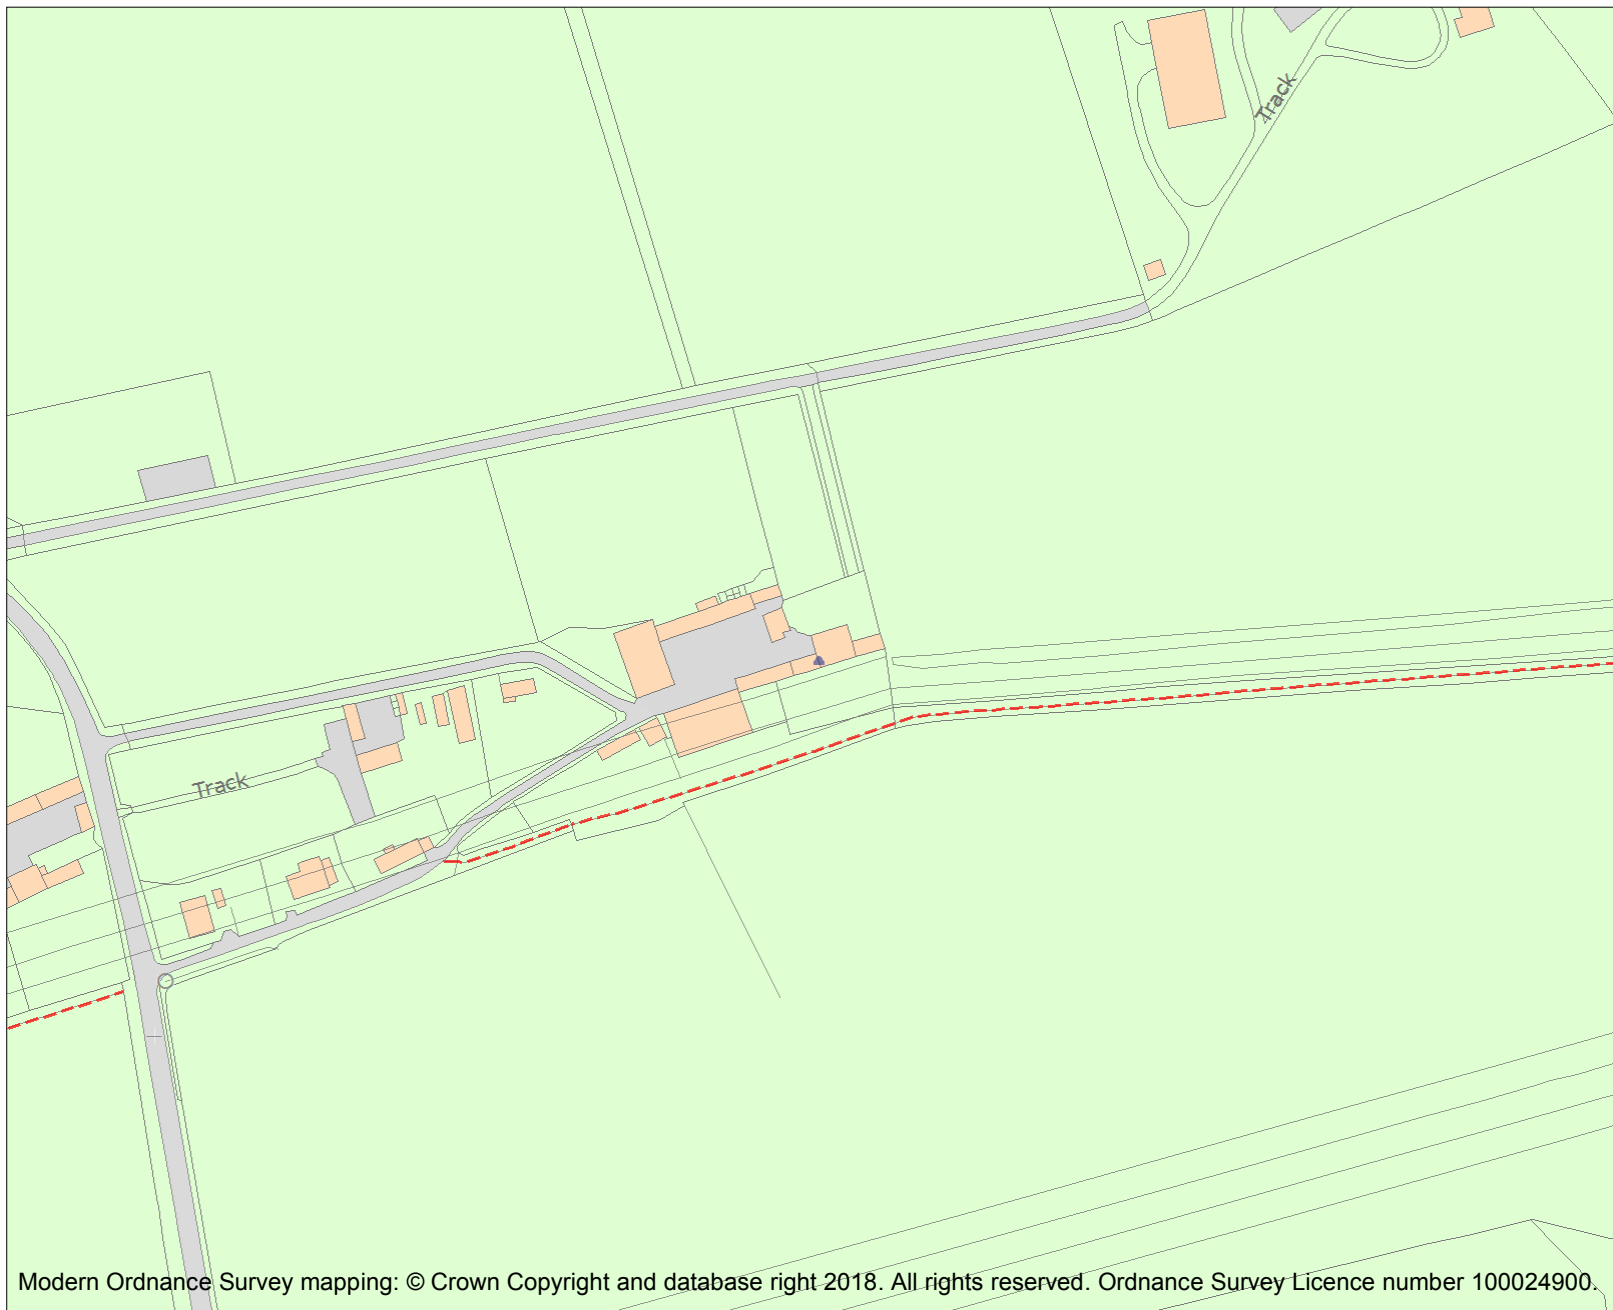 Track
Track
Modern Ordnance Survey mapping: © Crown Copyright and database right 2018. All rights reserved. Ordnance Survey Licence number 100024900.